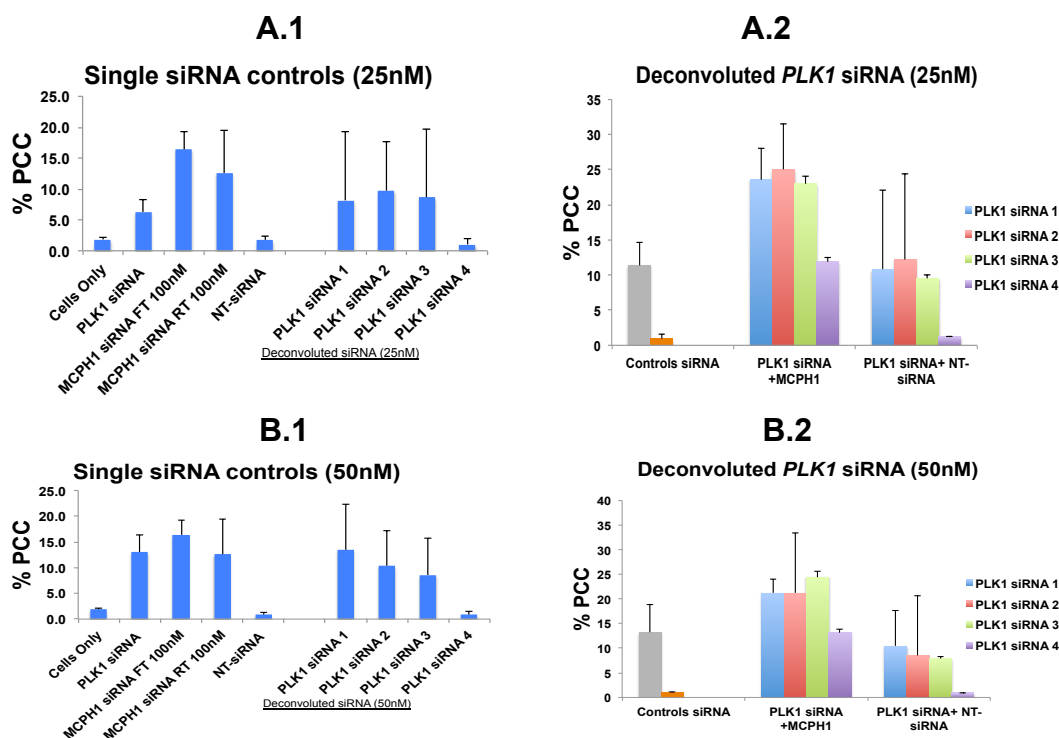 A.1
Single siRNA controls (25nM)
% PCC
25.0
20.0
15.0
10.0
5.0
0.0
Cells Only
PLK1 siRNA
MCPH1 siRNA FT 100nM
MCPH1 siRNA RT 100nM
NT-siRNA
PLK1 siRNA 1
PLK1 siRNA 2
PLK1 siRNA 3
PLK1 siRNA 4
Deconvoluted siRNA (25nM)
A.2
Deconvoluted PLK1 siRNA (25nM)
% PCC
35
30
25
20
15
10
5
0
Controls siRNA
PLK1 siRNA
+MCPH1
PLK1 siRNA+ NT-
siRNA
PLK1 siRNA 1
PLK1 siRNA 2
PLK1 siRNA 3
PLK1 siRNA 4
B.1
Single siRNA controls (50nM)
% PCC
25.0
20.0
15.0
10.0
5.0
0.0
Cells Only
PLK1 siRNA
MCPH1 siRNA FT 100nM
MCPH1 siRNA RT 100nM
NT-siRNA
PLK1 siRNA 1
PLK1 siRNA 2
PLK1 siRNA 3
PLK1 siRNA 4
Deconvoluted siRNA (50nM)
B.2
Deconvoluted PLK1 siRNA (50nM)
% PCC
40
35
30
25
20
15
10
5
0
Controls siRNA
PLK1 siRNA
+MCPH1
PLK1 siRNA+ NT-
siRNA
PLK1 siRNA 1
PLK1 siRNA 2
PLK1 siRNA 3
PLK1 siRNA 4